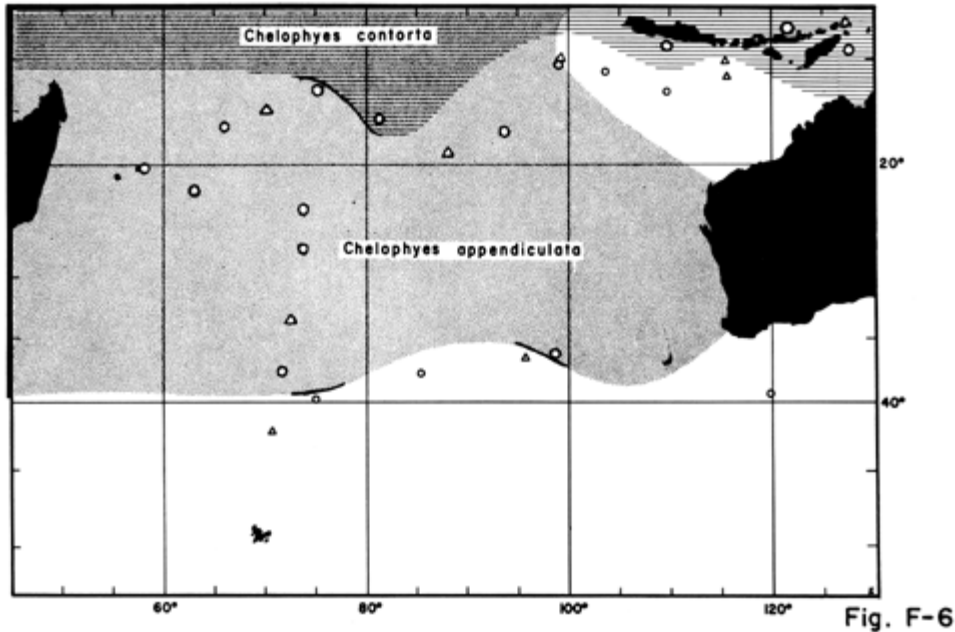 Chelophyes contorta
20°
Chelophyes appendiculata
40°
60° 80° 100° 120°
Fig. F-6